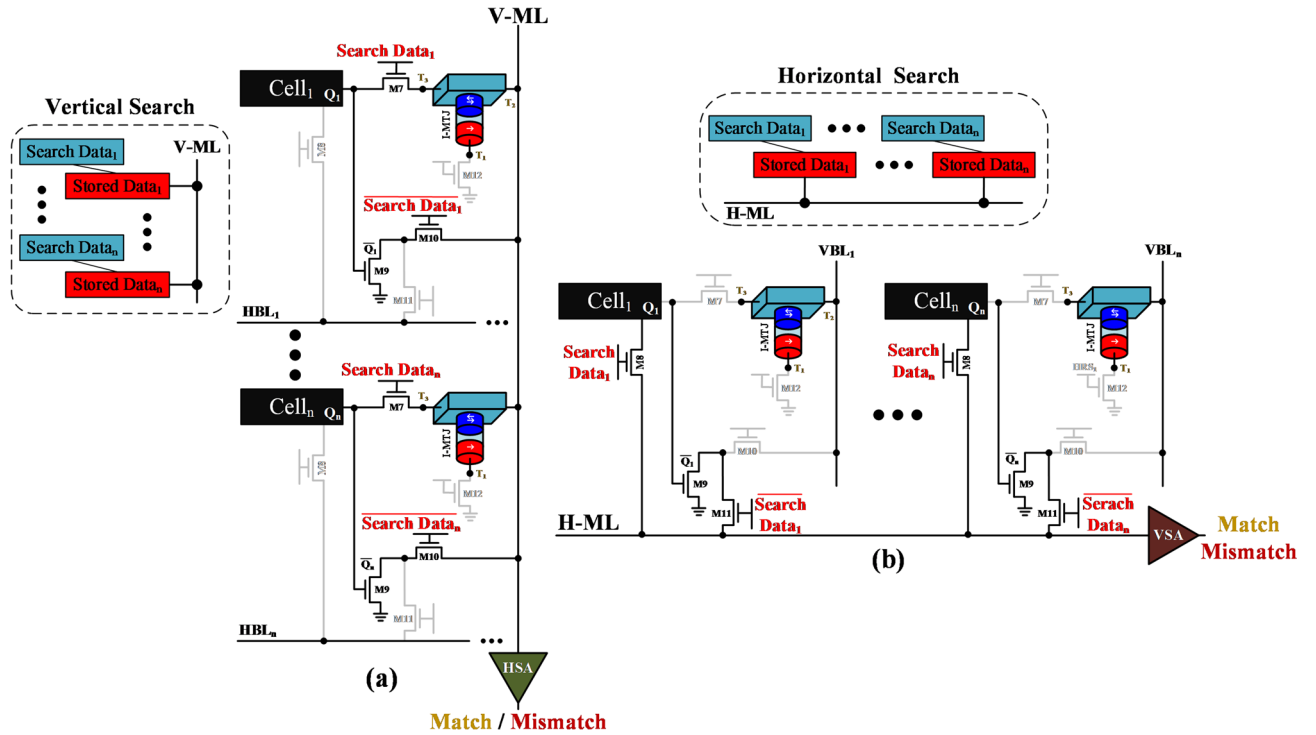 V-ML
Search Data1
Cell1
Q1
M7
T3
T2
I-MTJ
T1
M8
M12
Search Data1
M10
Q1
M9
M11
HBL1
Vertical Search
V-ML
Search Data1
Stored Data1
Search Datan
Stored Datan
Search Datan
Celln
Qn
M7
T3
I-MTJ
T1
M8
M12
Search Datan
M10
Qn
M9
M11
HBLn
HSA
(a)
Match / Mismatch
Horizontal Search
Search Data1
Search Datan
Stored Data1
Stored Datan
H-ML
VBL1
VBLn
Cell1
Q1
M7
T3
T2
I-MTJ
T1
M12
Search
Data1
M8
M10
Q1
M9
M11
Search
Data1
Celln
Qn
M7
T3
I-MTJ
T1
M12
Search
Datan
M8
M10
Qn
M9
M11
Serach
Datan
H-ML
VSA
Match
Mismatch
(b)